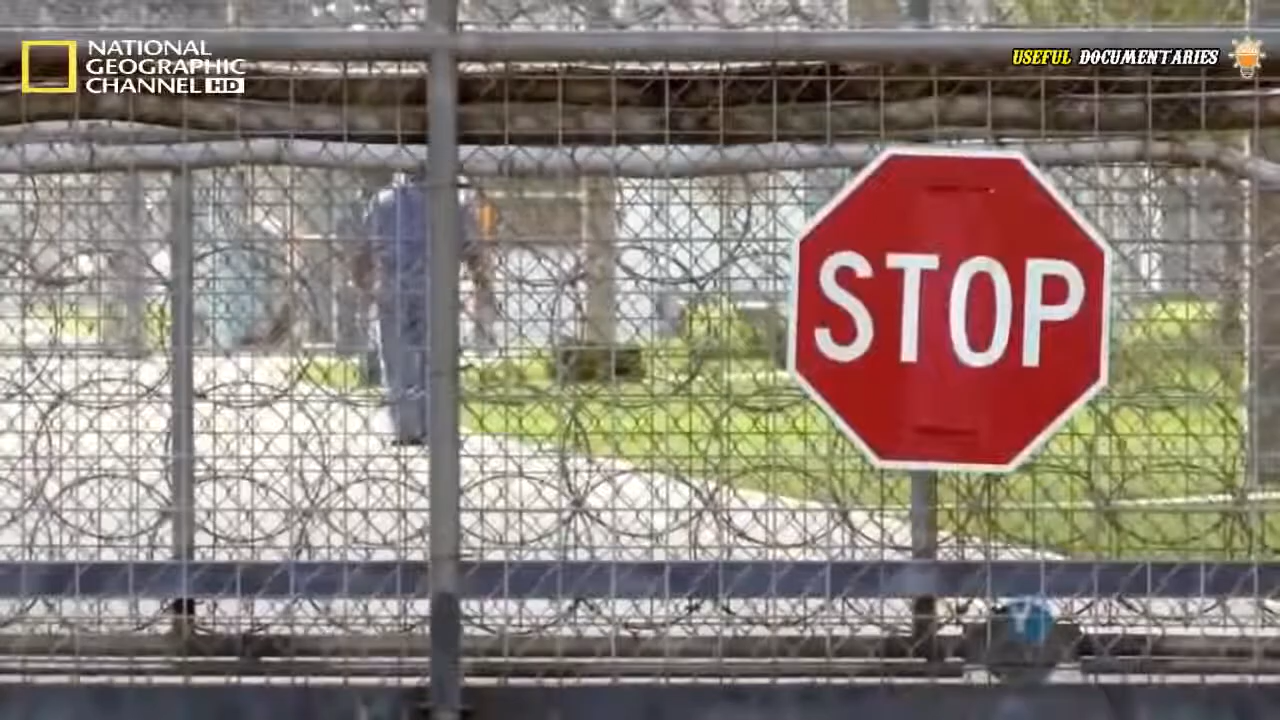 NATIONAL
GEOGRAPHIC
CHANNEL HD
USEFUL DOCUMENTARIES
STOP